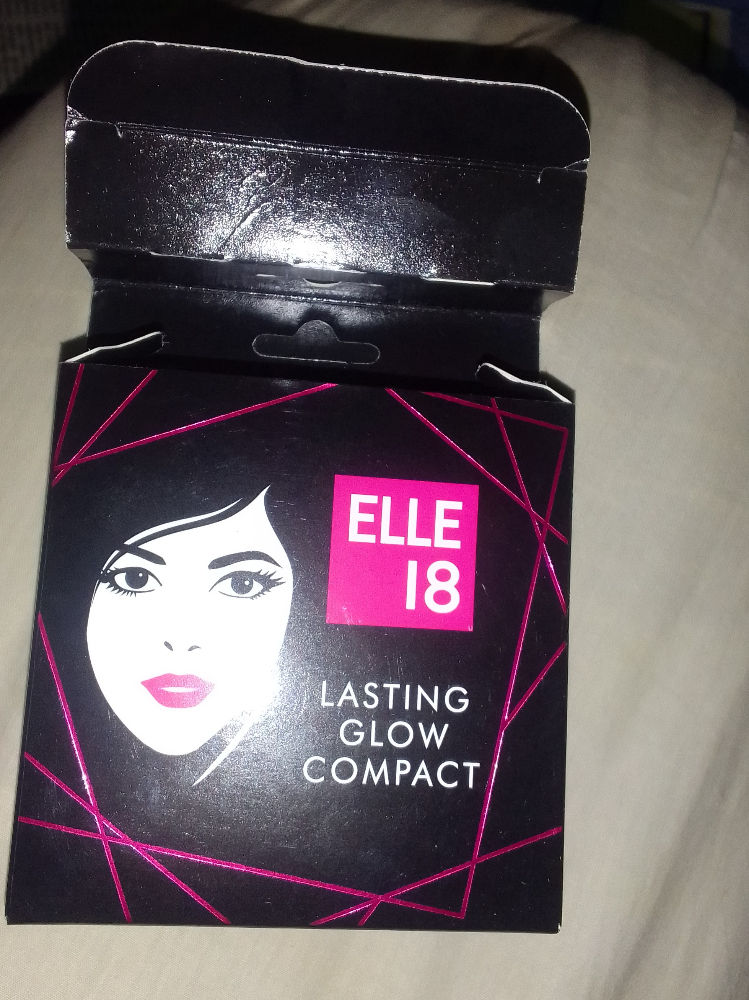 ELLE
18
LASTING
GLOW
COMPACT